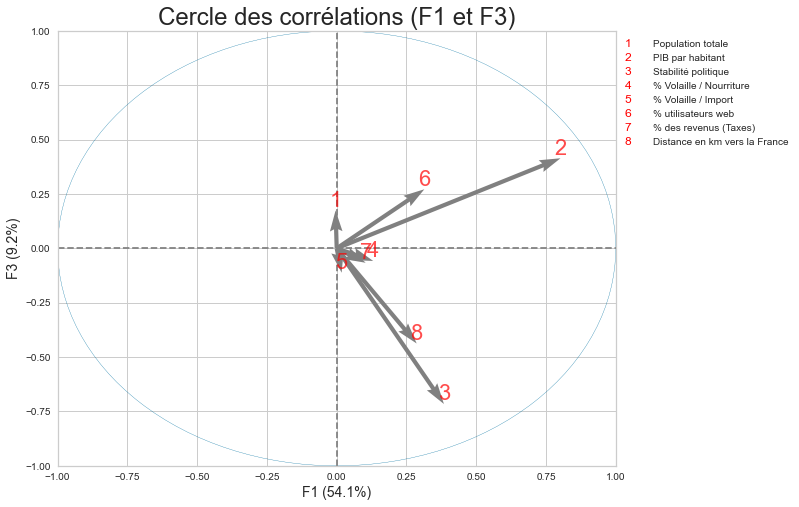 Cercle des corrélations (F1 et F3)
1 Population totale
2 PIB par habitant
3 Stabilité politique
4 % Volaille / Nourriture
5 % Volaille / Import
6 % utilisateurs web
7 % des revenus (Taxes)
8 Distance en km vers la France
1.00
0.75
0.50
0.25
0.00
−0.25
−0.50
−0.75
−1.00
F3 (9.2%)
2
6
1
7
4
5
8
3
−1.00
−0.75
−0.50
−0.25
0.00
0.25
0.50
0.75
1.00
F1 (54.1%)